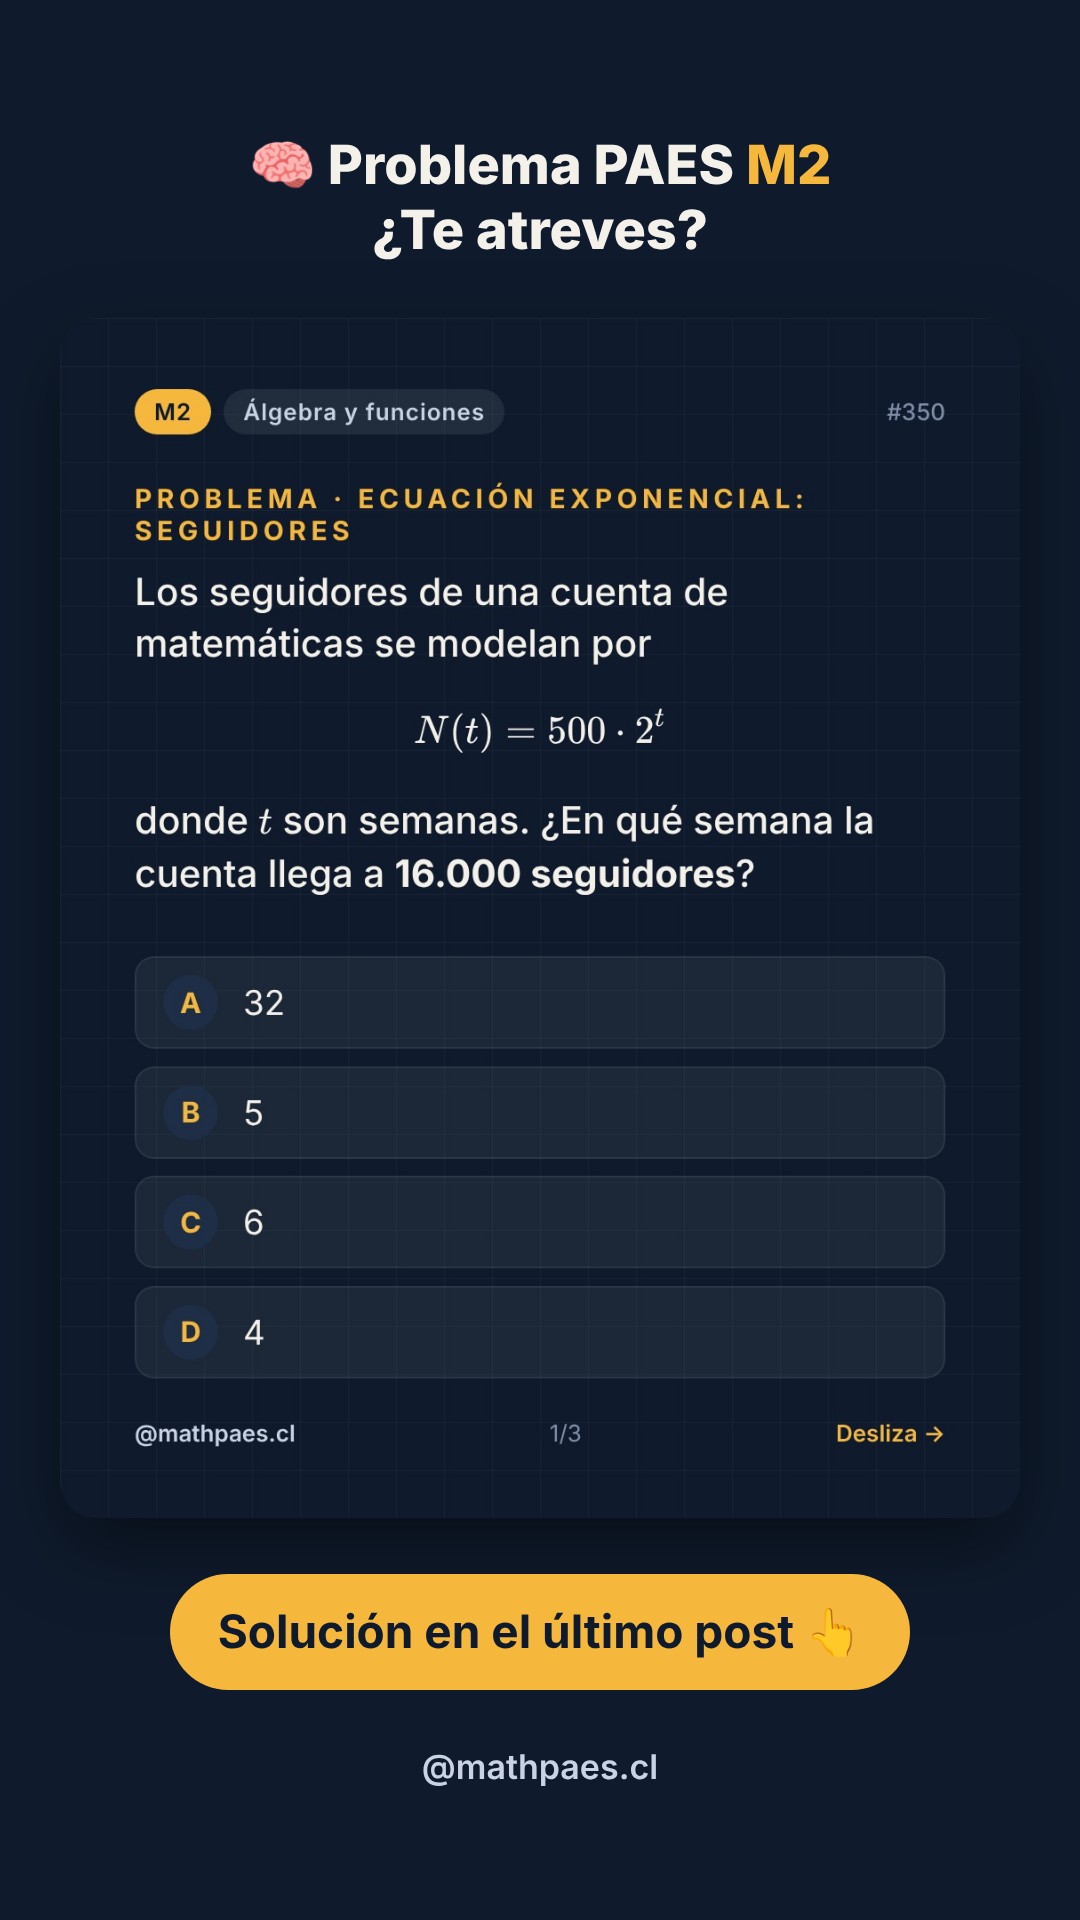 🧠 Problema PAES M2
¿Te atreves?
M2 Álgebra y funciones #350
PROBLEMA · ECUACIÓN EXPONENCIAL:
SEGUIDORES
Los seguidores de una cuenta de
matemáticas se modelan por
N(t) = 500 · 2^t
donde t son semanas. ¿En qué semana la
cuenta llega a 16.000 seguidores?
A 32
B 5
C 6
D 4
@mathpaes.cl 1/3 Desliza →
Solución en el último post 👆
@mathpaes.cl